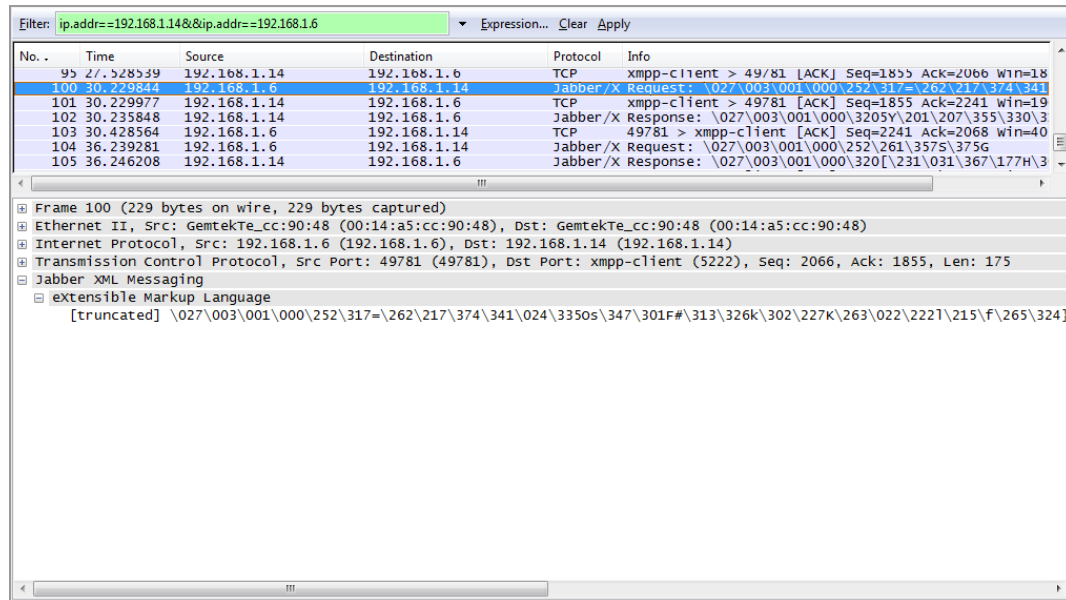 Filter: ip.addr==192.168.1.14&&ip.addr==192.168.1.6 Expression... Clear Apply
No. . Time Source Destination Protocol Info
95 27.528539 192.168.1.14 192.168.1.6 TCP xmpp-client > 49781 [ACK] Seq=1855 Ack=2066 Win=18
100 30.229844 192.168.1.6 192.168.1.14 Jabber/X Request: \027\003\001\000\252\317=\262\217\374\341
101 30.229977 192.168.1.14 192.168.1.6 TCP xmpp-client > 49781 [ACK] Seq=1855 Ack=2241 Win=19
102 30.235848 192.168.1.14 192.168.1.6 Jabber/X Response: \027\003\001\000\3205Y\201\207\355\330\3
103 30.428564 192.168.1.6 192.168.1.14 TCP 49781 > xmpp-client [ACK] Seq=2241 Ack=2068 Win=40
104 36.239281 192.168.1.6 192.168.1.14 Jabber/X Request: \027\003\001\000\252\261\357S\375G
105 36.246208 192.168.1.14 192.168.1.6 Jabber/X Response: \027\003\001\000\320[\231\031\367\177H\3
Frame 100 (229 bytes on wire, 229 bytes captured)
Ethernet II, Src: GemtekTe_cc:90:48 (00:14:a5:cc:90:48), Dst: GemtekTe_cc:90:48 (00:14:a5:cc:90:48)
Internet Protocol, Src: 192.168.1.6 (192.168.1.6), Dst: 192.168.1.14 (192.168.1.14)
Transmission Control Protocol, Src Port: 49781 (49781), Dst Port: xmpp-client (5222), Seq: 2066, Ack: 1855, Len: 175
Jabber XML Messaging
eXtensible Markup Language
[truncated] \027\003\001\000\252\317=\262\217\374\341\024\335Os\347\301F#\313\326k\302\227K\263\022\222l\215\f\265\324]